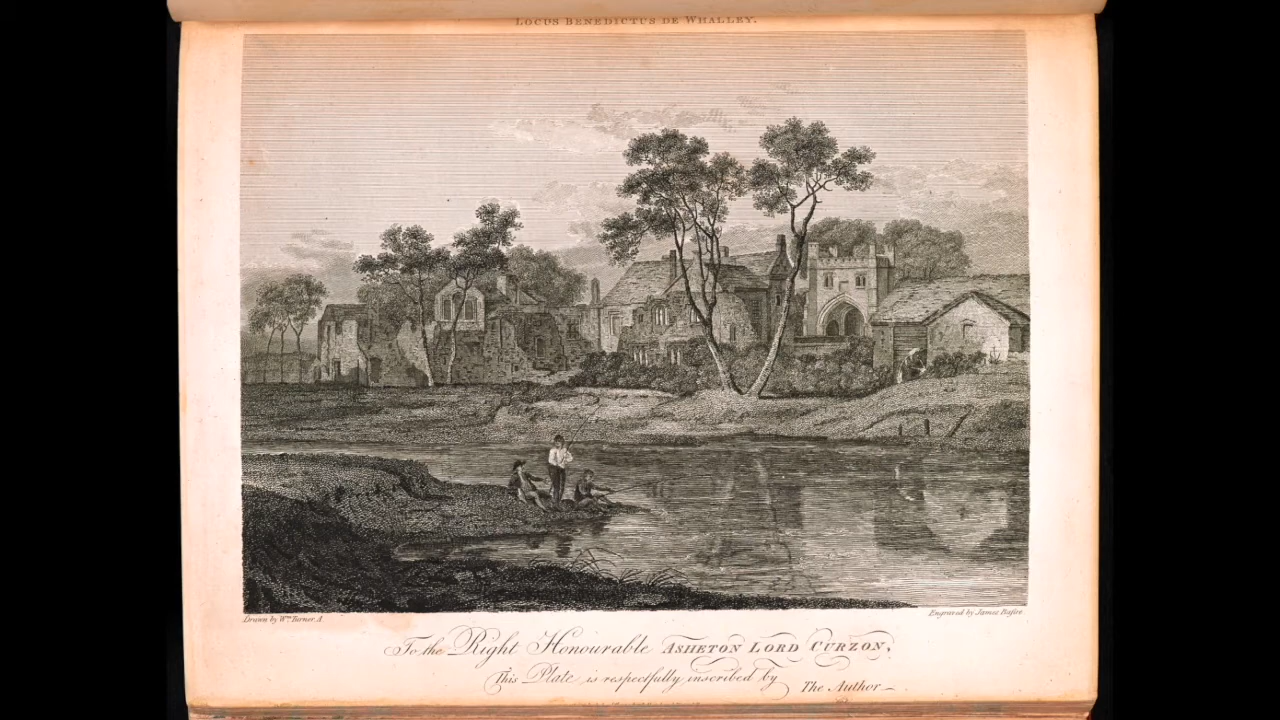 LOCUS BENEDICTUS DE WHALLEY.
Drawn by Wm. Turner. A
Engraved by James Basire
To the Right Honourable ASHETON LORD CURZON,
This Plate is respectfully inscribed by The Author